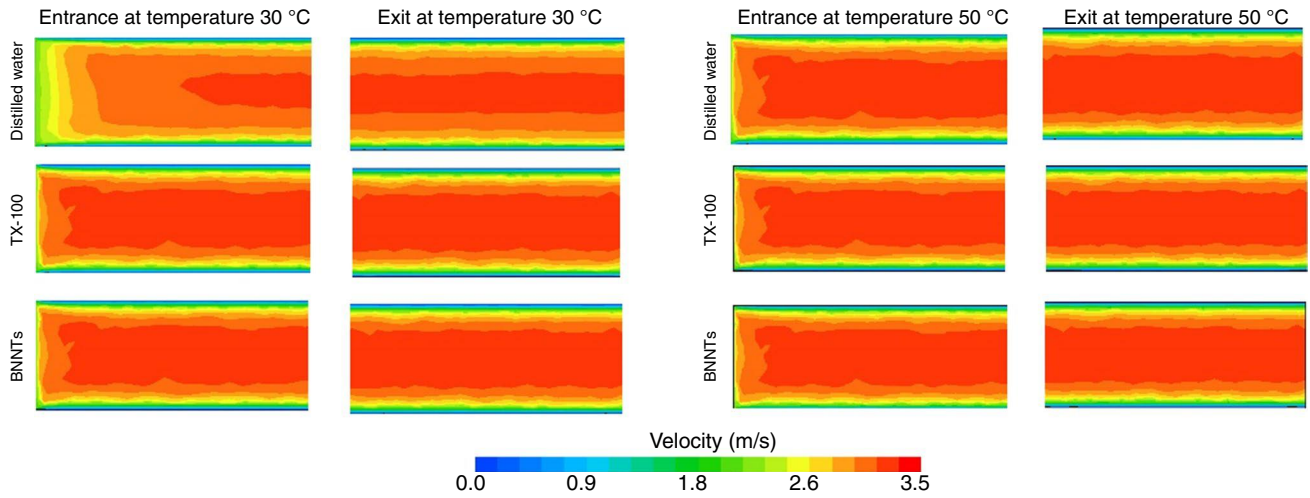 Entrance at temperature 30 °C
Exit at temperature 30 °C
Entrance at temperature 50 °C
Exit at temperature 50 °C
Distilled water
Distilled water
TX-100
TX-100
BNNTs
BNNTs
Velocity (m/s)
0.0 0.9 1.8 2.6 3.5